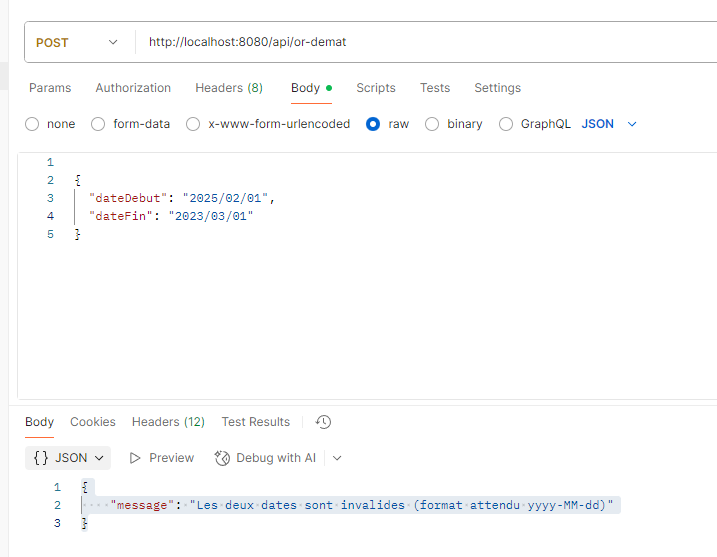 POST http://localhost:8080/api/or-demat
Params Authorization Headers (8) Body Scripts Tests Settings
none form-data x-www-form-urlencoded raw binary GraphQL JSON
1
2 {
3 "dateDebut": "2025/02/01",
4 "dateFin": "2023/03/01"
5 }
Body Cookies Headers (12) Test Results
{} JSON Preview Debug with AI
1 {
2 "message": "Les deux dates sont invalides (format attendu yyyy-MM-dd)"
3 }